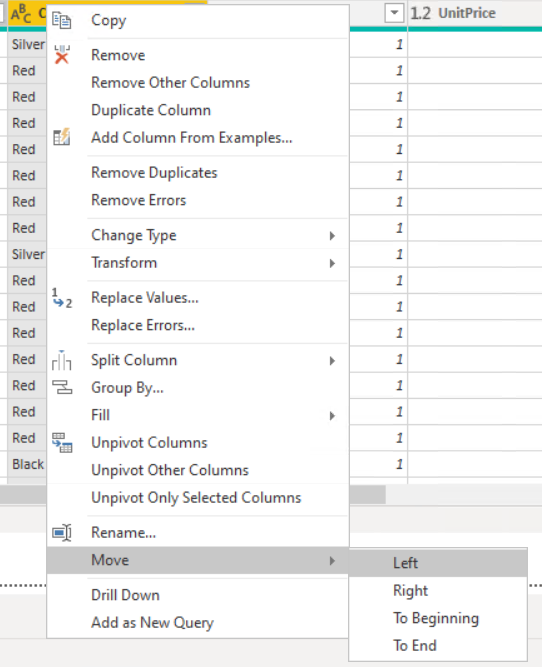 ABC C
1.2 UnitPrice
Copy
Silver
1
Remove
Red
1
Remove Other Columns
Red
1
Duplicate Column
Red
1
Add Column From Examples...
Red
1
Remove Duplicates
Red
1
Remove Errors
Red
1
Change Type
Red
1
Transform
Silver
1
Replace Values...
Red
1
Replace Errors...
Red
1
Split Column
Red
1
Group By...
Red
1
Fill
Red
1
Unpivot Columns
Red
1
Unpivot Other Columns
Red
1
Unpivot Only Selected Columns
Black
1
Rename...
Move
Left
Drill Down
Right
Add as New Query
To Beginning
To End